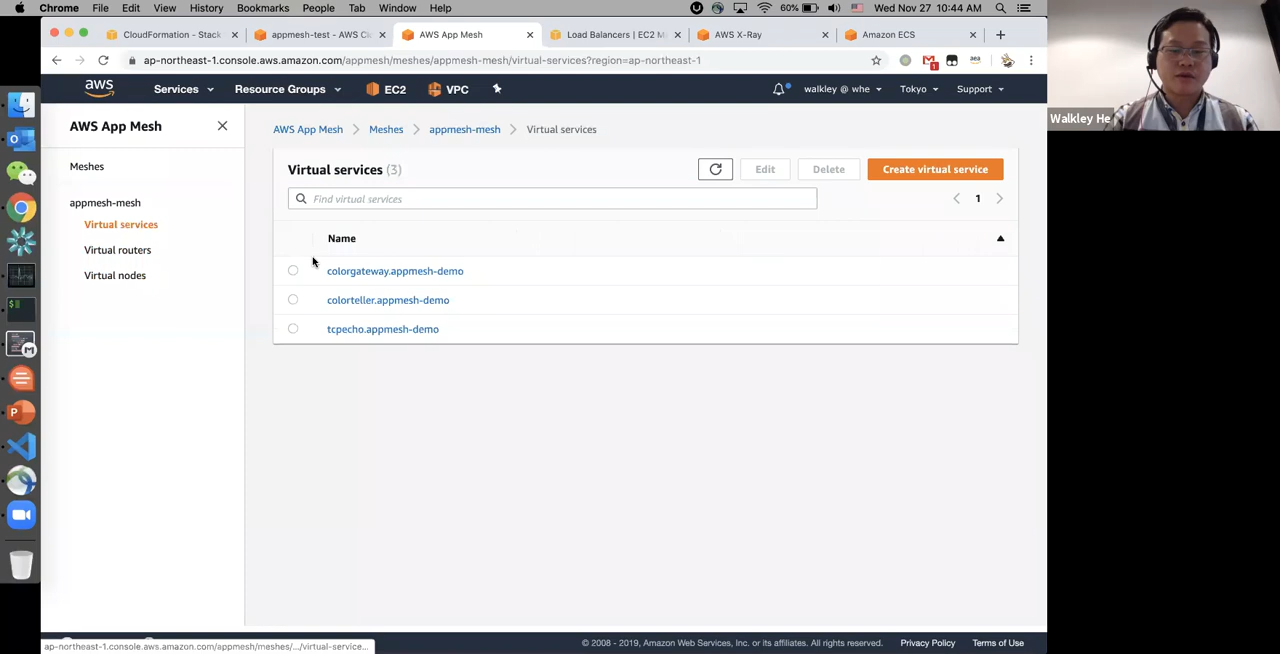 Chrome File Edit View History Bookmarks People Tab Window Help 60% Wed Nov 27 10:44 AM
CloudFormation - Stack
appmesh-test - AWS Cl
AWS App Mesh
Load Balancers | EC2 M
AWS X-Ray
Amazon ECS
ap-northeast-1.console.aws.amazon.com/appmesh/meshes/appmesh-mesh/virtual-services?region=ap-northeast-1
aws Services Resource Groups EC2 VPC walkley @ whe Tokyo Support
Walkley He
AWS App Mesh
Meshes
appmesh-mesh
Virtual services
Virtual routers
Virtual nodes
AWS App Mesh > Meshes > appmesh-mesh > Virtual services
Virtual services (3)
Edit
Delete
Create virtual service
Find virtual services
1
Name
colorgateway.appmesh-demo
colorteller.appmesh-demo
tcpecho.appmesh-demo
© 2008 - 2019, Amazon Web Services, Inc. or its affiliates. All rights reserved. Privacy Policy Terms of Use
ap-northeast-1.console.aws.amazon.com/appmesh/meshes/.../virtual-service...